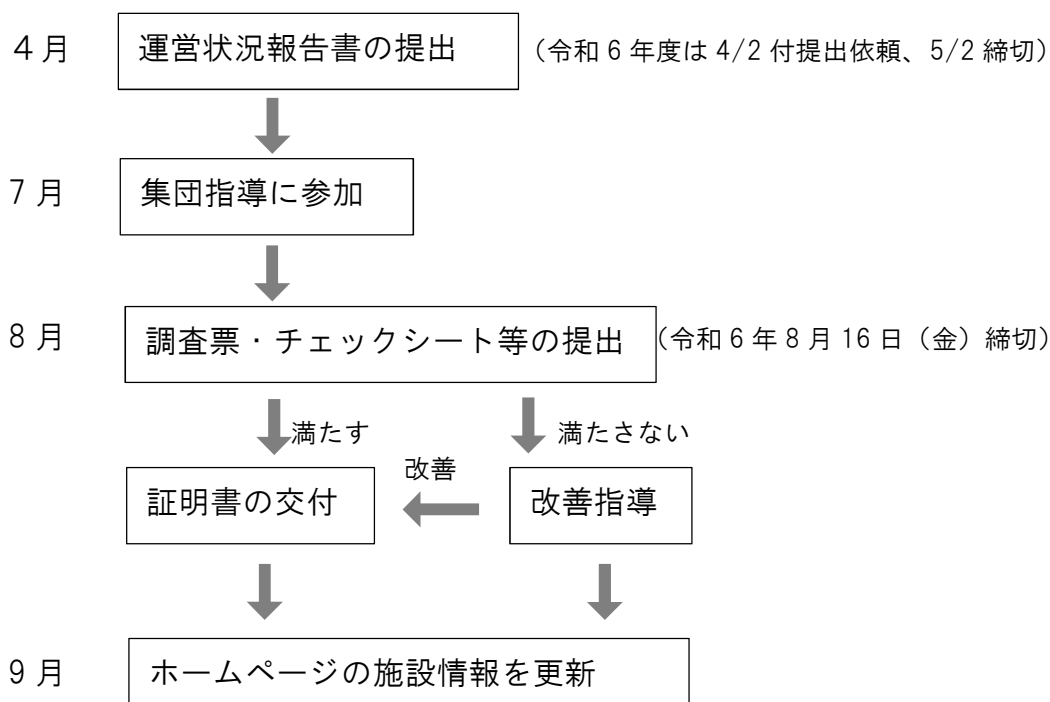 4月 運営状況報告書の提出 (令和6年度は4/2付提出依頼、5/2締切)
7月 集団指導に参加
8月 調査票・チェックシート等の提出 (令和6年8月16日(金)締切)
満たす 満たさない
改善
証明書の交付 改善指導
9月 ホームページの施設情報を更新